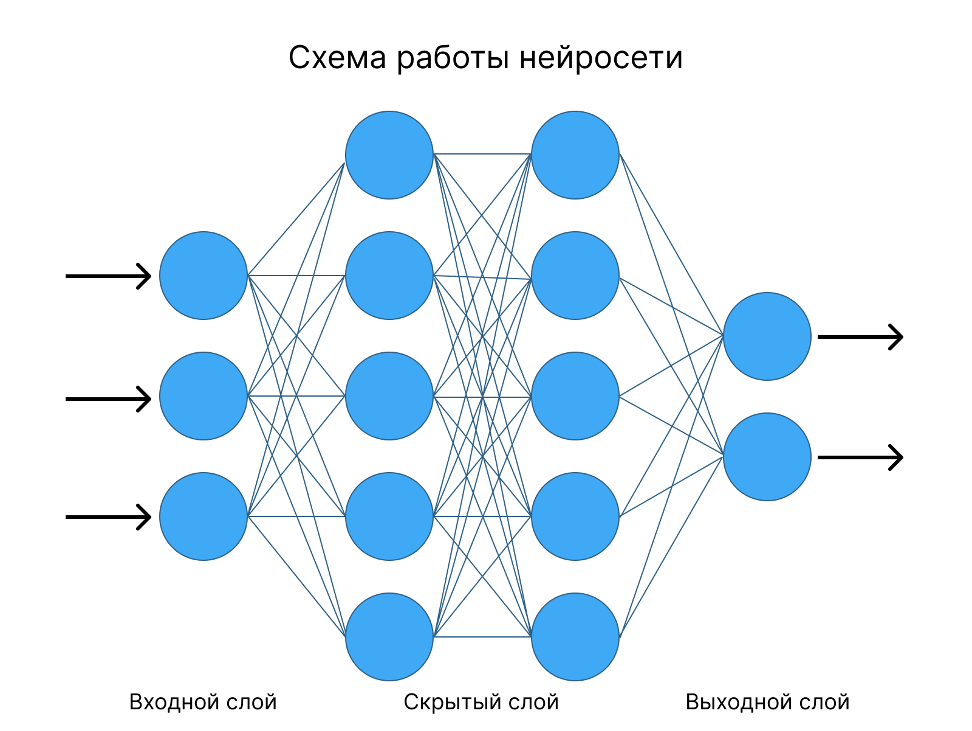 Схема работы нейросети
Входной слой
Скрытый слой
Выходной слой